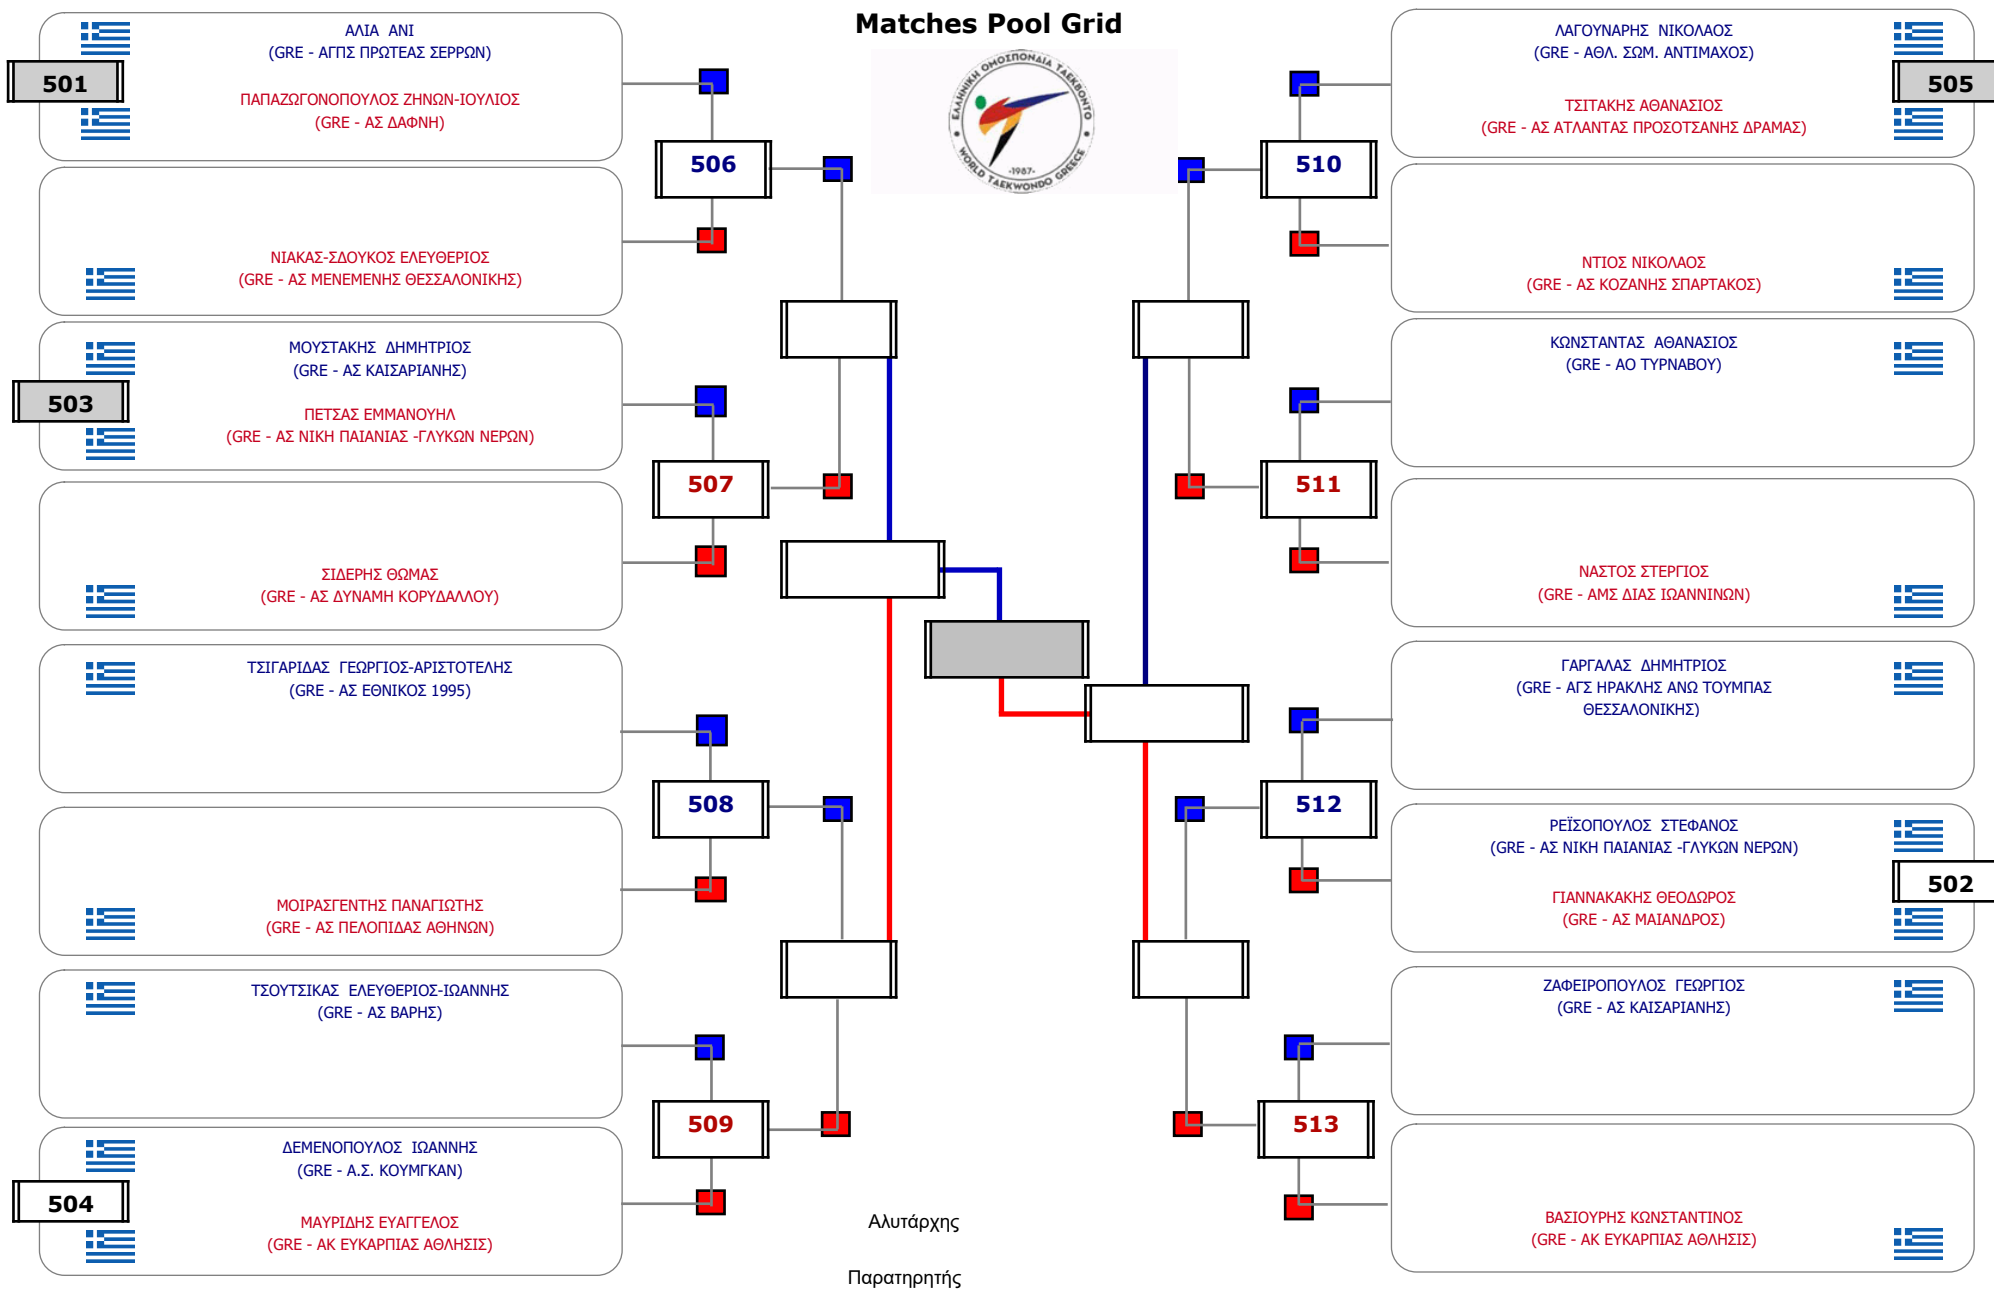 Matches Pool Grid
ΕΛΛΗΝΙΚΗ ΟΜΟΣΠΟΝΔΙΑ ΤΑΕΚΒΟΝΤΟ
-1987-
WORLD TAEKWONDO GREECE
ΑΛΙΑ ΑΝΙ
(GRE - ΑΓΠΣ ΠΡΩΤΕΑΣ ΣΕΡΡΩΝ)
501
ΠΑΠΑΖΩΓΟΝΟΠΟΥΛΟΣ ΖΗΝΩΝ-ΙΟΥΛΙΟΣ
(GRE - ΑΣ ΔΑΦΝΗ)
506
ΝΙΑΚΑΣ-ΣΔΟΥΚΟΣ ΕΛΕΥΘΕΡΙΟΣ
(GRE - ΑΣ ΜΕΝΕΜΕΝΗΣ ΘΕΣΣΑΛΟΝΙΚΗΣ)
ΜΟΥΣΤΑΚΗΣ ΔΗΜΗΤΡΙΟΣ
(GRE - ΑΣ ΚΑΙΣΑΡΙΑΝΗΣ)
503
ΠΕΤΣΑΣ ΕΜΜΑΝΟΥΗΛ
(GRE - ΑΣ ΝΙΚΗ ΠΑΙΑΝΙΑΣ -ΓΛΥΚΩΝ ΝΕΡΩΝ)
507
ΣΙΔΕΡΗΣ ΘΩΜΑΣ
(GRE - ΑΣ ΔΥΝΑΜΗ ΚΟΡΥΔΑΛΛΟΥ)
ΤΣΙΓΑΡΙΔΑΣ ΓΕΩΡΓΙΟΣ-ΑΡΙΣΤΟΤΕΛΗΣ
(GRE - ΑΣ ΕΘΝΙΚΟΣ 1995)
508
ΜΟΙΡΑΣΓΕΝΤΗΣ ΠΑΝΑΓΙΩΤΗΣ
(GRE - ΑΣ ΠΕΛΟΠΙΔΑΣ ΑΘΗΝΩΝ)
ΤΣΟΥΤΣΙΚΑΣ ΕΛΕΥΘΕΡΙΟΣ-ΙΩΑΝΝΗΣ
(GRE - ΑΣ ΒΑΡΗΣ)
509
ΔΕΜΕΝΟΠΟΥΛΟΣ ΙΩΑΝΝΗΣ
(GRE - Α.Σ. ΚΟΥΜΓΚΑΝ)
504
ΜΑΥΡΙΔΗΣ ΕΥΑΓΓΕΛΟΣ
(GRE - ΑΚ ΕΥΚΑΡΠΙΑΣ ΑΘΛΗΣΙΣ)
ΛΑΓΟΥΝΑΡΗΣ ΝΙΚΟΛΑΟΣ
(GRE - ΑΘΛ. ΣΩΜ. ΑΝΤΙΜΑΧΟΣ)
505
ΤΣΙΤΑΚΗΣ ΑΘΑΝΑΣΙΟΣ
(GRE - ΑΣ ΑΤΛΑΝΤΑΣ ΠΡΟΣΟΤΣΑΝΗΣ ΔΡΑΜΑΣ)
510
ΝΤΙΟΣ ΝΙΚΟΛΑΟΣ
(GRE - ΑΣ ΚΟΖΑΝΗΣ ΣΠΑΡΤΑΚΟΣ)
ΚΩΝΣΤΑΝΤΑΣ ΑΘΑΝΑΣΙΟΣ
(GRE - ΑΟ ΤΥΡΝΑΒΟΥ)
511
ΝΑΣΤΟΣ ΣΤΕΡΓΙΟΣ
(GRE - ΑΜΣ ΔΙΑΣ ΙΩΑΝΝΙΝΩΝ)
ΓΑΡΓΑΛΑΣ ΔΗΜΗΤΡΙΟΣ
(GRE - ΑΓΣ ΗΡΑΚΛΗΣ ΑΝΩ ΤΟΥΜΠΑΣ
ΘΕΣΣΑΛΟΝΙΚΗΣ)
512
ΡΕΪΣΟΠΟΥΛΟΣ ΣΤΕΦΑΝΟΣ
(GRE - ΑΣ ΝΙΚΗ ΠΑΙΑΝΙΑΣ -ΓΛΥΚΩΝ ΝΕΡΩΝ)
502
ΓΙΑΝΝΑΚΑΚΗΣ ΘΕΟΔΩΡΟΣ
(GRE - ΑΣ ΜΑΙΑΝΔΡΟΣ)
ΖΑΦΕΙΡΟΠΟΥΛΟΣ ΓΕΩΡΓΙΟΣ
(GRE - ΑΣ ΚΑΙΣΑΡΙΑΝΗΣ)
513
ΒΑΣΙΟΥΡΗΣ ΚΩΝΣΤΑΝΤΙΝΟΣ
(GRE - ΑΚ ΕΥΚΑΡΠΙΑΣ ΑΘΛΗΣΙΣ)
Αλυτάρχης
Παρατηρητής